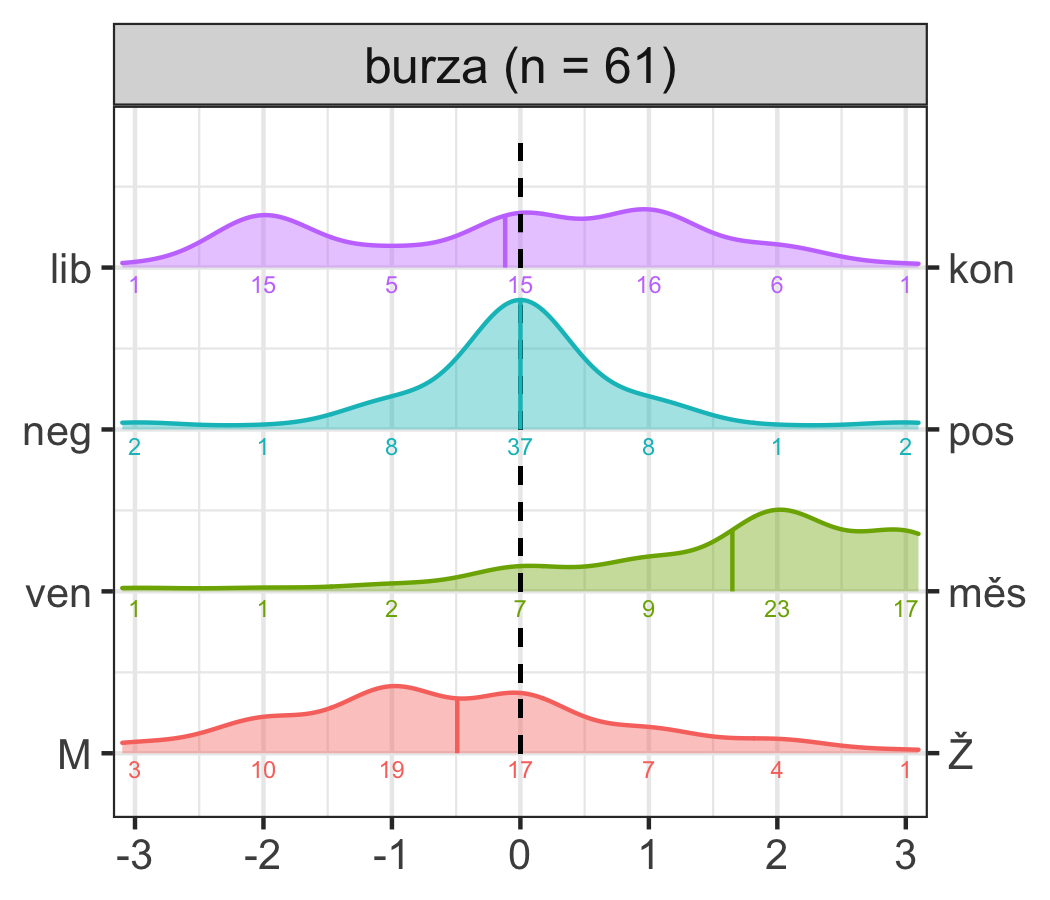 burza (n = 61)
lib kon
1 15 5 15 16 6 1
neg pos
2 1 8 37 8 1 2
ven měs
1 1 2 7 9 23 17
M Ž
3 10 19 17 7 4 1
-3 -2 -1 0 1 2 3